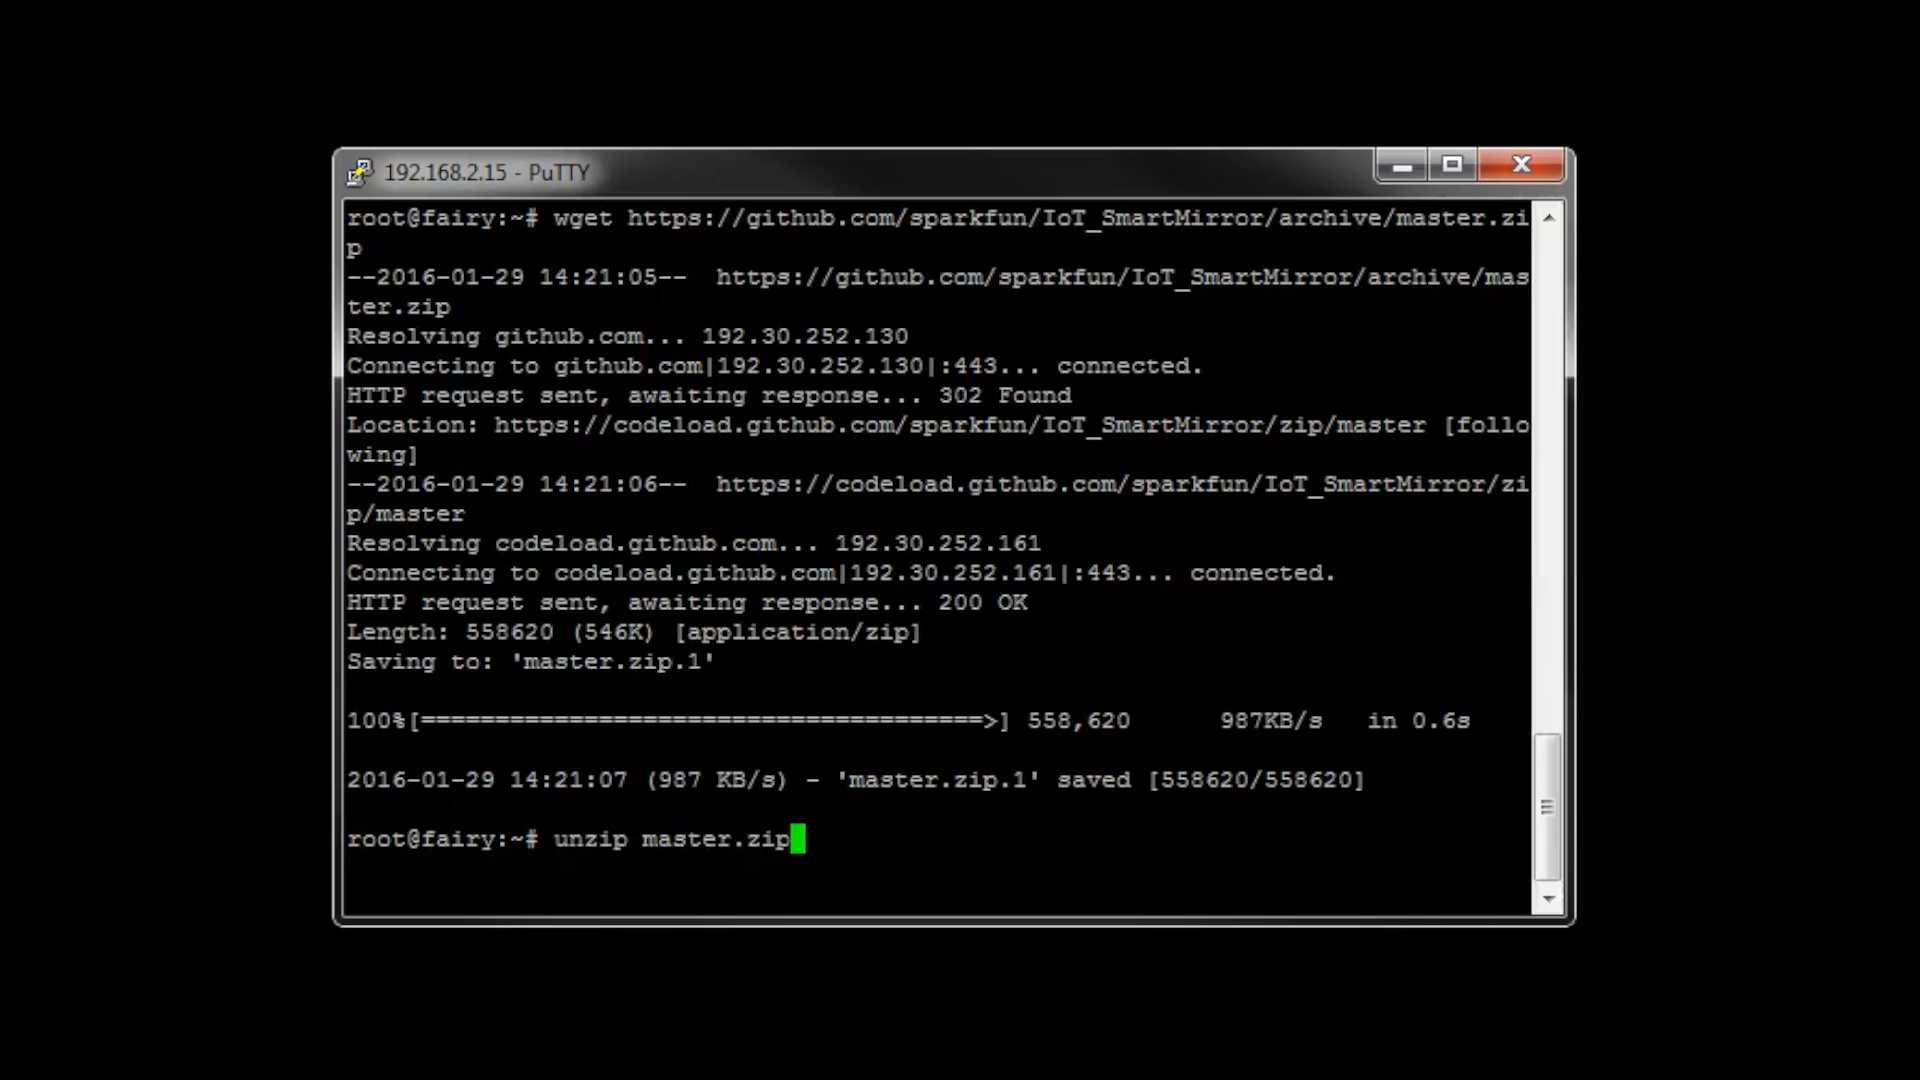 192.168.2.15 - PuTTY
root@fairy:~# wget https://github.com/sparkfun/IoT_SmartMirror/archive/master.zi
p
--2016-01-29 14:21:05--  https://github.com/sparkfun/IoT_SmartMirror/archive/mas
ter.zip
Resolving github.com... 192.30.252.130
Connecting to github.com|192.30.252.130|:443... connected.
HTTP request sent, awaiting response... 302 Found
Location: https://codeload.github.com/sparkfun/IoT_SmartMirror/zip/master [follo
wing]
--2016-01-29 14:21:06--  https://codeload.github.com/sparkfun/IoT_SmartMirror/zi
p/master
Resolving codeload.github.com... 192.30.252.161
Connecting to codeload.github.com|192.30.252.161|:443... connected.
HTTP request sent, awaiting response... 200 OK
Length: 558620 (546K) [application/zip]
Saving to: 'master.zip.1'
100%[======================================>] 558,620      987KB/s   in 0.6s
2016-01-29 14:21:07 (987 KB/s) - 'master.zip.1' saved [558620/558620]
root@fairy:~# unzip master.zip